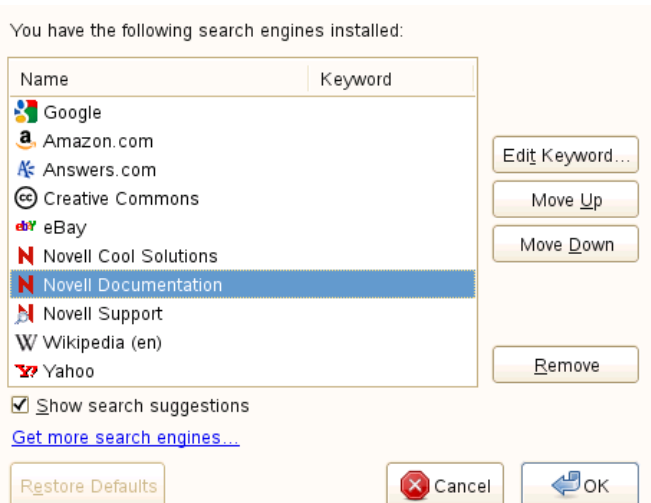 You have the following search engines installed:
Name Keyword
Google
Amazon.com
Answers.com
Creative Commons
eBay
Novell Cool Solutions
Novell Documentation
Novell Support
Wikipedia (en)
Yahoo
Edit Keyword...
Move Up
Move Down
Remove
Show search suggestions
Get more search engines...
Restore Defaults Cancel OK